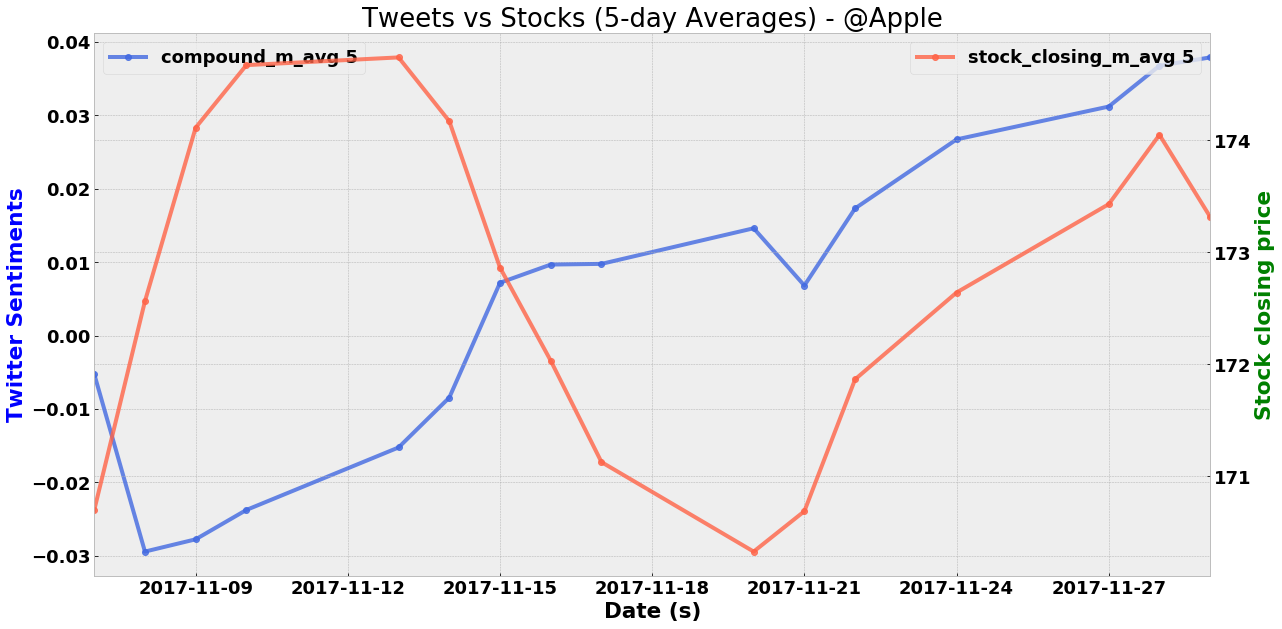 Tweets vs Stocks (5-day Averages) - @Apple
compound_m_avg 5
stock_closing_m_avg 5
Twitter Sentiments
0.04
0.03
0.02
0.01
0.00
−0.01
−0.02
−0.03
174
173
172
171
Stock closing price
2017-11-09 2017-11-12 2017-11-15 2017-11-18 2017-11-21 2017-11-24 2017-11-27
Date (s)